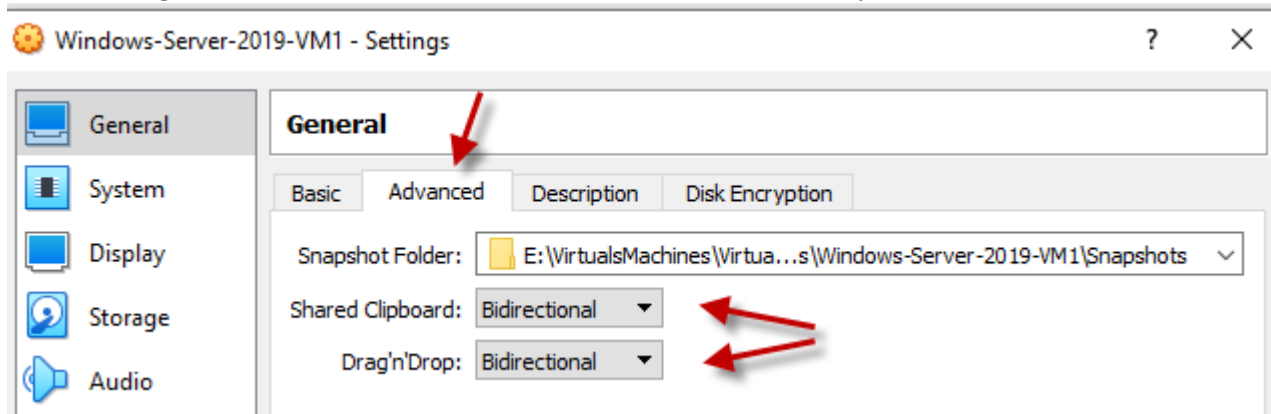 Windows-Server-2019-VM1 - Settings ? ×
General
General
System
Basic Advanced Description Disk Encryption
Display
Snapshot Folder: E:\VirtualsMachines\Virtua...s\Windows-Server-2019-VM1\Snapshots
Storage
Shared Clipboard: Bidirectional
Drag'n'Drop: Bidirectional
Audio